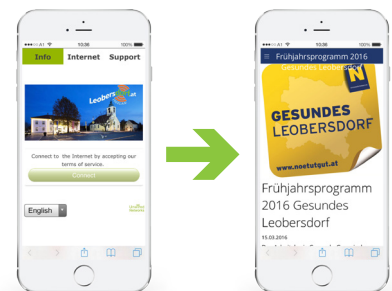 A1 10:36 100%
Info Internet Support
Leobersdorf.at
Connect to the Internet by accepting our
terms of service.
Connect
English
A1 10:36 100%
Frühjahrsprogramm 2016
Gesundes Leobersdorf
N
GESUNDES
LEOBERSDORF
www.noetutgut.at
Frühjahrsprogramm
2016 Gesundes
Leobersdorf
15.03.2016